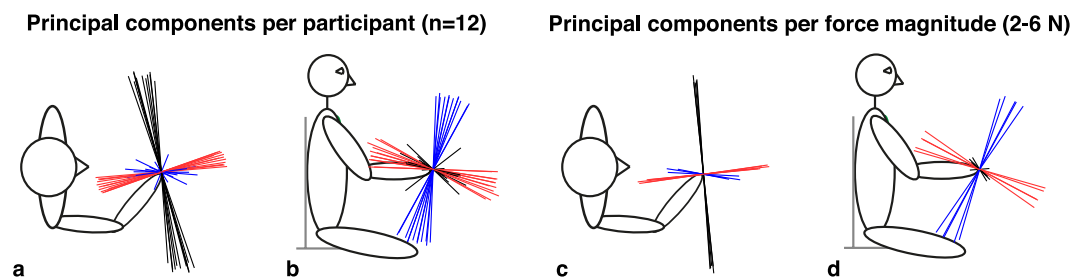 Principal components per participant (n=12)
Principal components per force magnitude (2-6 N)
a
b
c
d